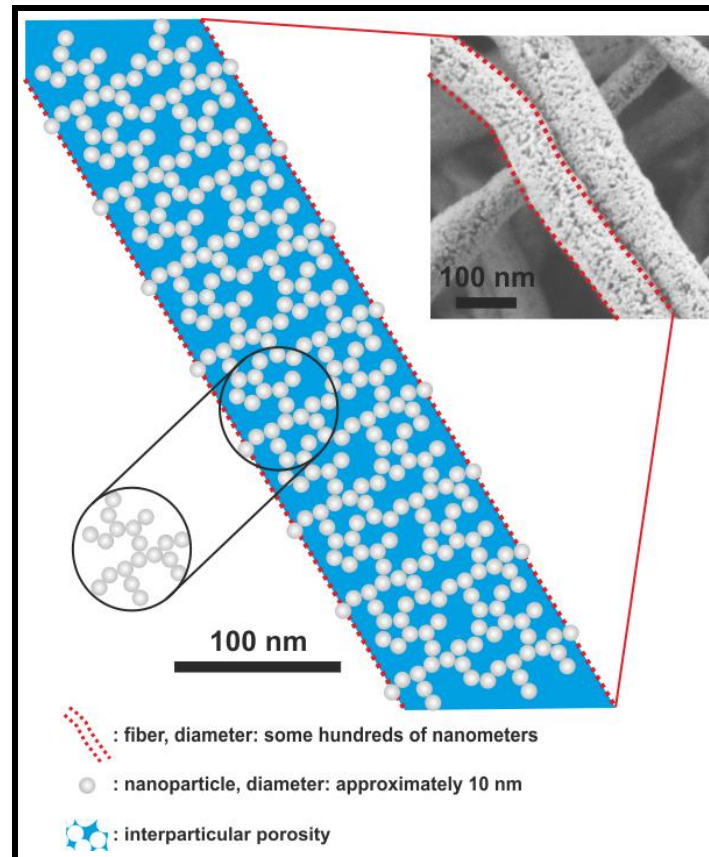 100 nm
100 nm
: fiber, diameter: some hundreds of nanometers
: nanoparticle, diameter: approximately 10 nm
: interparticular porosity